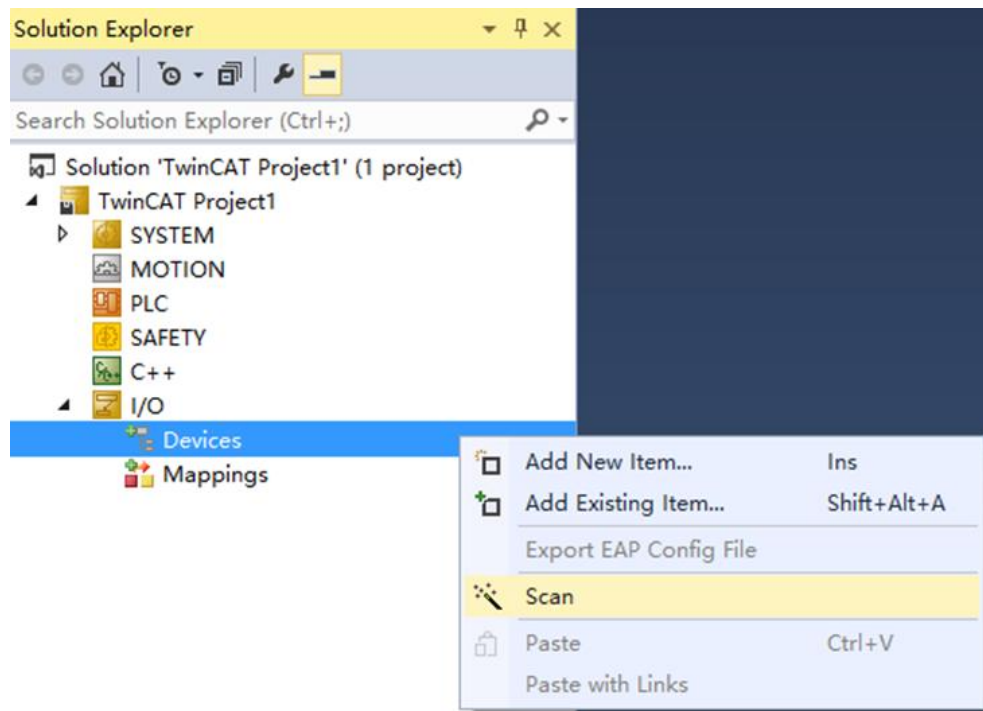 Solution Explorer
Search Solution Explorer (Ctrl+;)
Solution 'TwinCAT Project1' (1 project)
TwinCAT Project1
SYSTEM
MOTION
PLC
SAFETY
C++
I/O
Devices
Mappings
Add New Item... Ins
Add Existing Item... Shift+Alt+A
Export EAP Config File
Scan
Paste Ctrl+V
Paste with Links